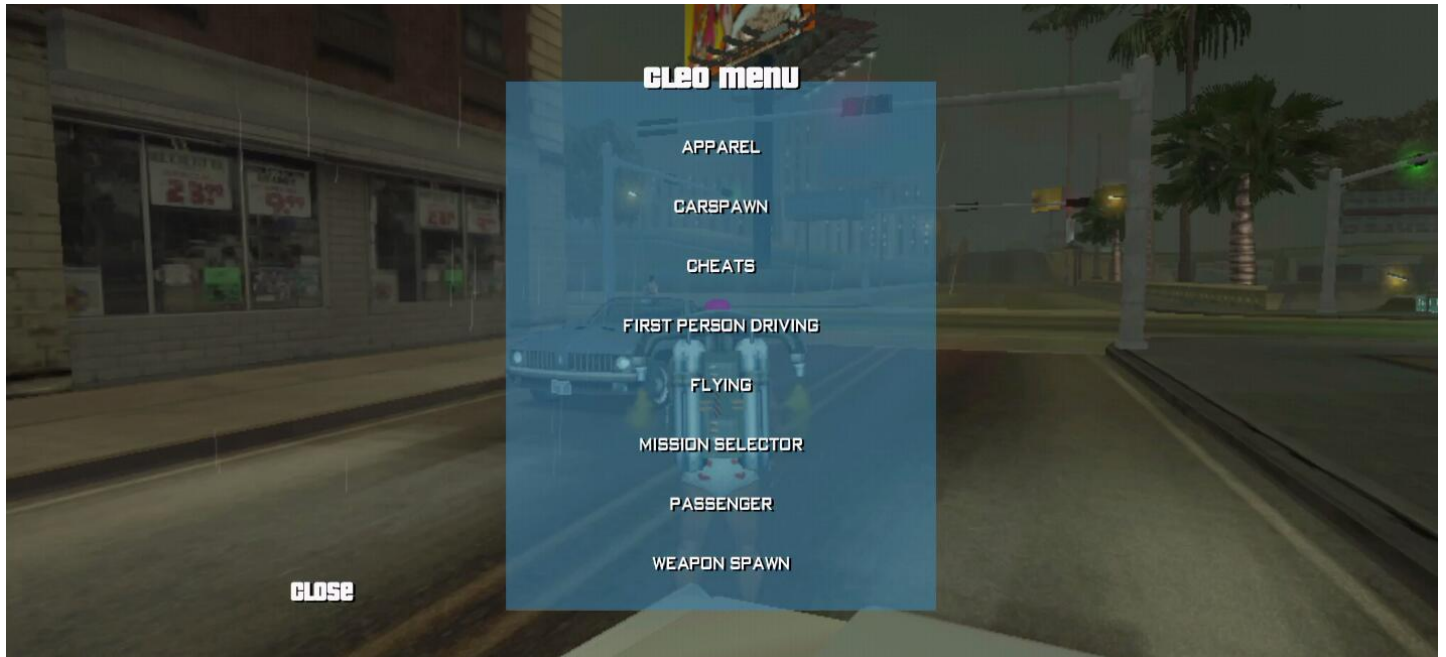 CLEO MENU
APPAREL
CARSPAWN
CHEATS
FIRST PERSON DRIVING
FLYING
MISSION SELECTOR
PASSENGER
WEAPON SPAWN
CLOSE